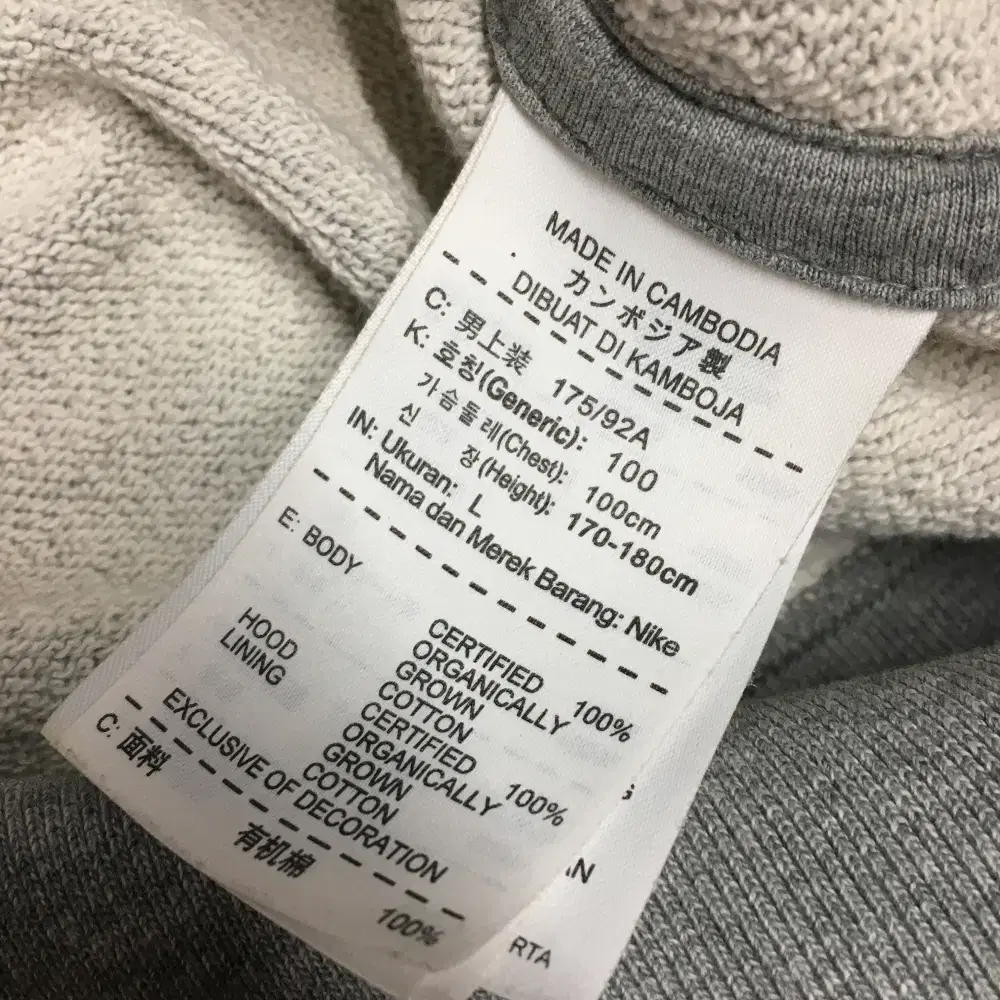 MADE IN CAMBODIA
カンボジア製
DIBUAT DI KAMBOJA
C: 男上装 175/92A
K: 호칭(Generic): 100
가슴둘레(Chest): 100cm
신 장(Height): 170-180cm
IN: Ukuran: L
Nama dan Merek Barang: Nike
E: BODY
CERTIFIED
ORGANICALLY
GROWN
COTTON 100%
HOOD
LINING
CERTIFIED
ORGANICALLY
GROWN
COTTON 100%
EXCLUSIVE OF DECORATION
C: 面料
有机棉 100%
RTA